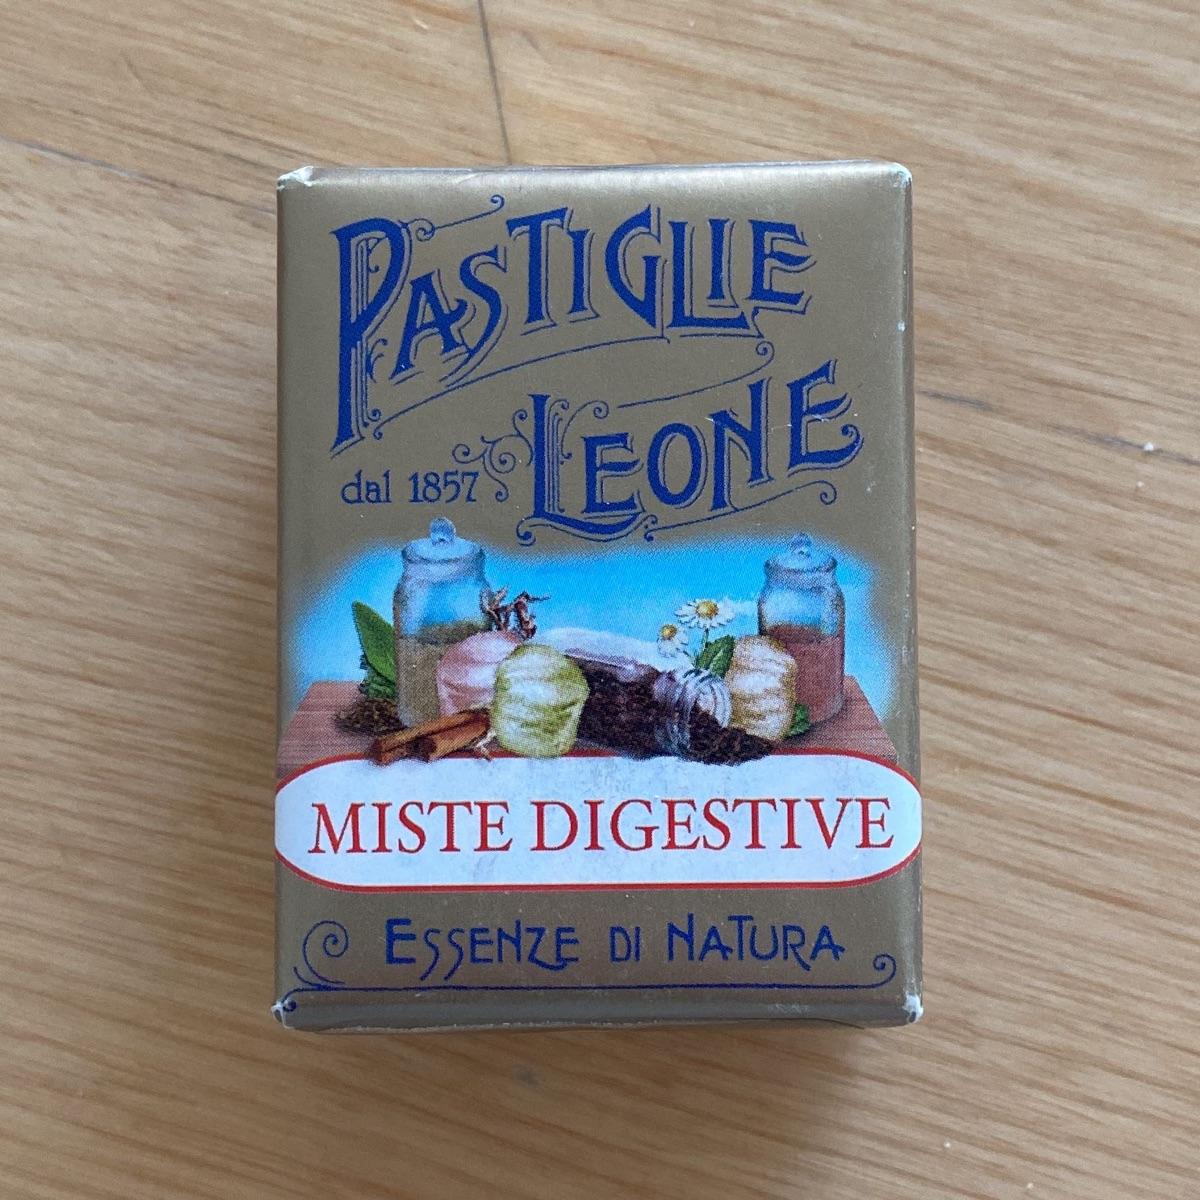 PASTIGLIE
LEONE
dal 1857
MISTE DIGESTIVE
ESSENZE DI NATURA